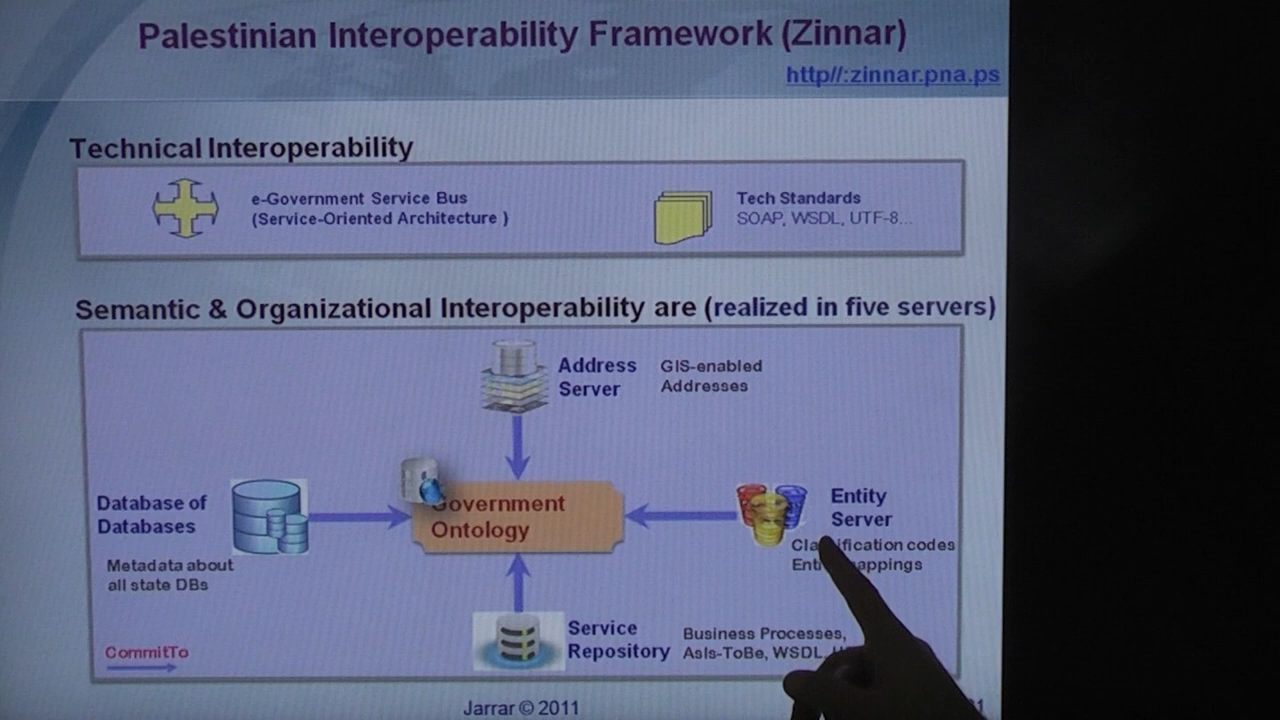 Palestinian Interoperability Framework (Zinnar)
http//:zinnar.pna.ps
Technical Interoperability
e-Government Service Bus
(Service-Oriented Architecture )
Tech Standards
SOAP, WSDL, UTF-8...
Semantic & Organizational Interoperability are (realized in five servers)
Address
Server
GIS-enabled
Addresses
Database of
Databases
Metadata about
all state DBs
Government
Ontology
Entity
Server
codes
Service
Repository
Business Processes,
AsIs-ToBe, WSDL,
CommitTo
Jarrar © 2011